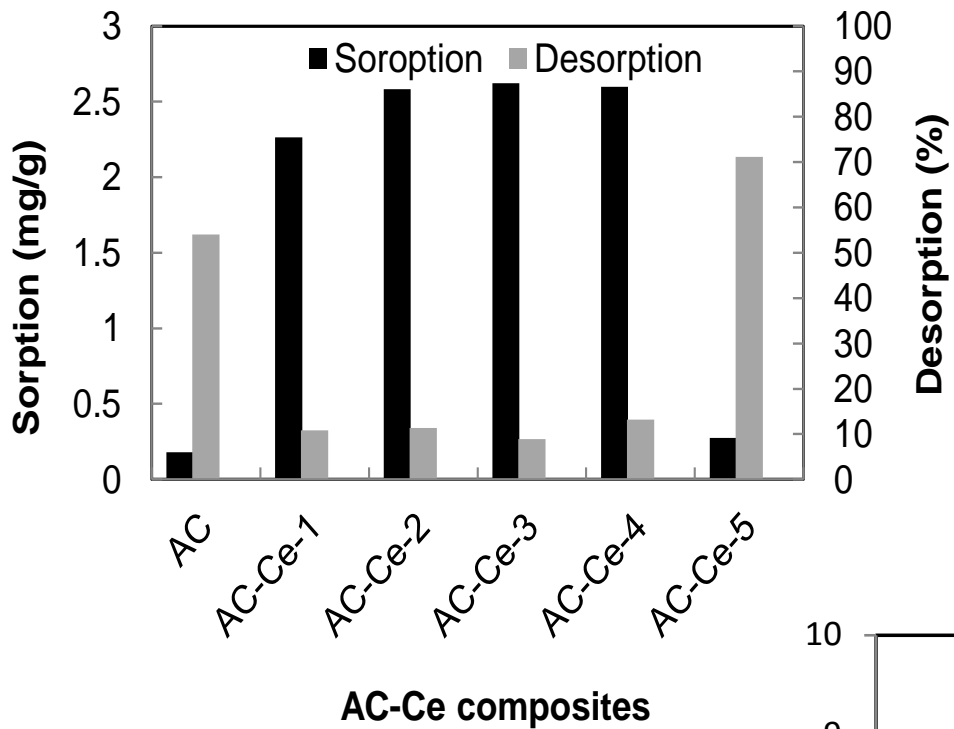 3
2.5
2
1.5
1
0.5
0
Sorption (mg/g)
Soroption Desorption
100
90
80
70
60
50
40
30
20
10
0
Desorption (%)
AC
AC-Ce-1
AC-Ce-2
AC-Ce-3
AC-Ce-4
AC-Ce-5
AC-Ce composites
10